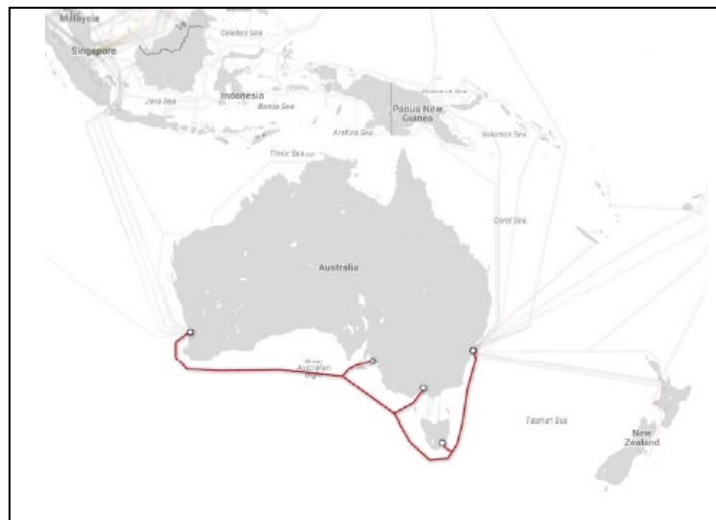 Malaysia
Singapore
Celebes Sea
Indonesia
Java Sea
Banda Sea
Papua New
Guinea
Arafura Sea
Solomon Sea
Timor Sea
Coral Sea
Australia
Australian
Tasman Sea
New
Zealand